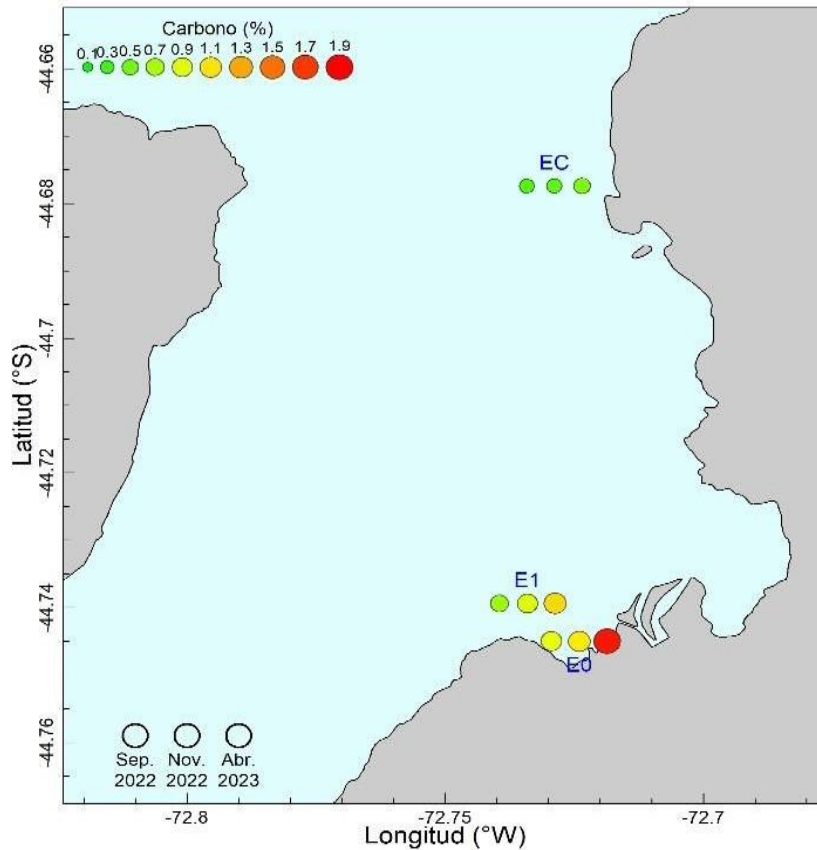 Carbono (%)
0.1 0.3 0.5 0.7 0.9 1.1 1.3 1.5 1.7 1.9
-44.66
EC
-44.68
-44.7
Latitud (°S)
-44.72
E1
-44.74
E0
-44.76
Sep. Nov. Abr.
2022 2022 2023
-72.8 -72.75 -72.7
Longitud (°W)